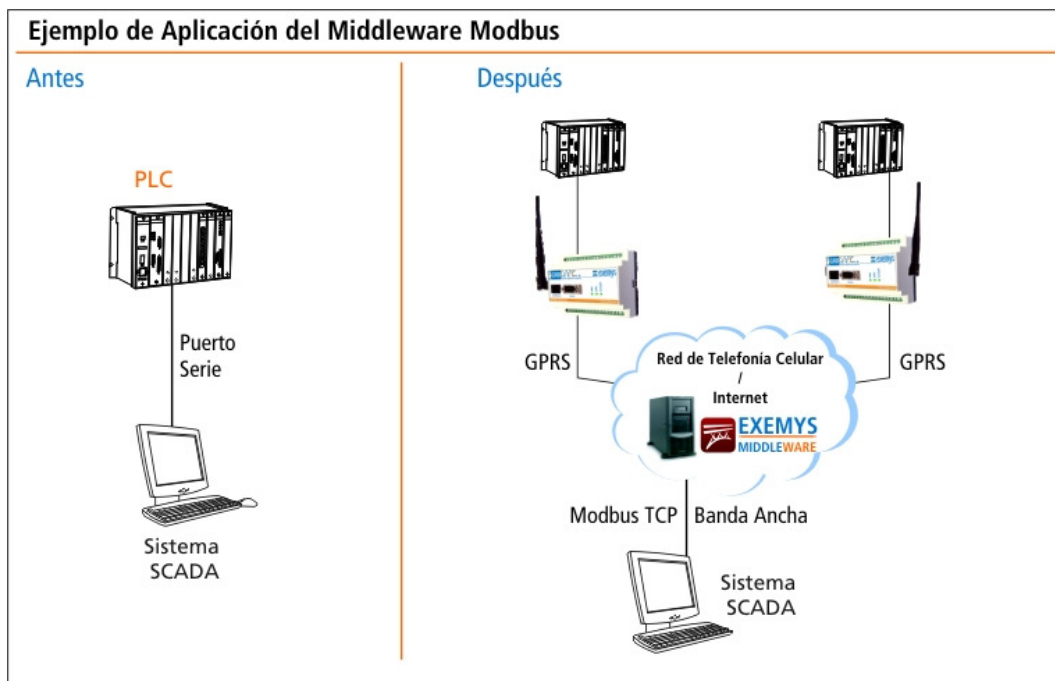 Ejemplo de Aplicación del Middleware Modbus
Antes
PLC
Puerto
Serie
Sistema
SCADA
Después
GPRS
Red de Telefonía Celular
/
Internet
EXEMYS
MIDDLEWARE
GPRS
Modbus TCP
Banda Ancha
Sistema
SCADA